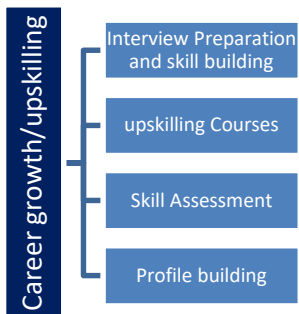 Career growth/upskilling
Interview Preparation
and skill building
upskilling Courses
Skill Assessment
Profile building